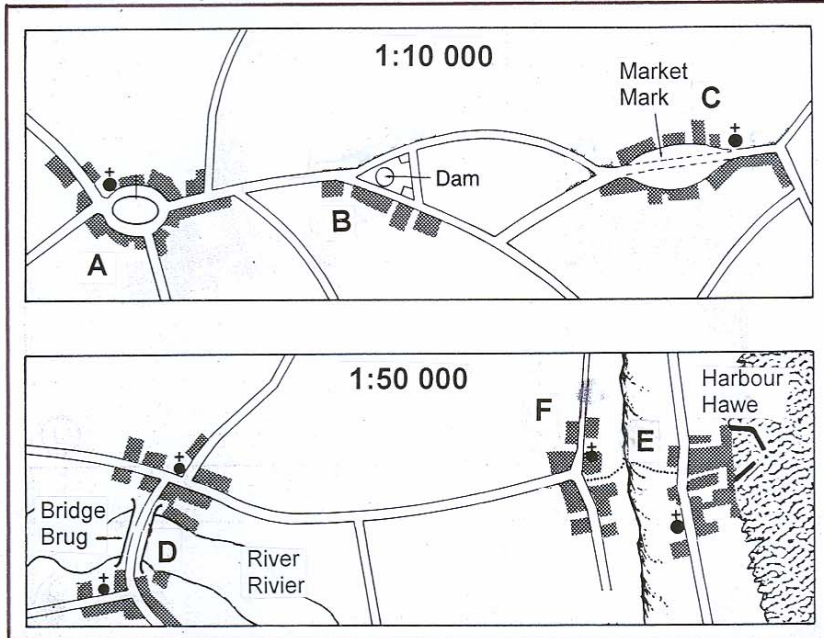 1:10 000
Market
Mark
C
Dam
B
A
1:50 000
Harbour
Hawe
F
E
Bridge
Brug
D
River
Rivier